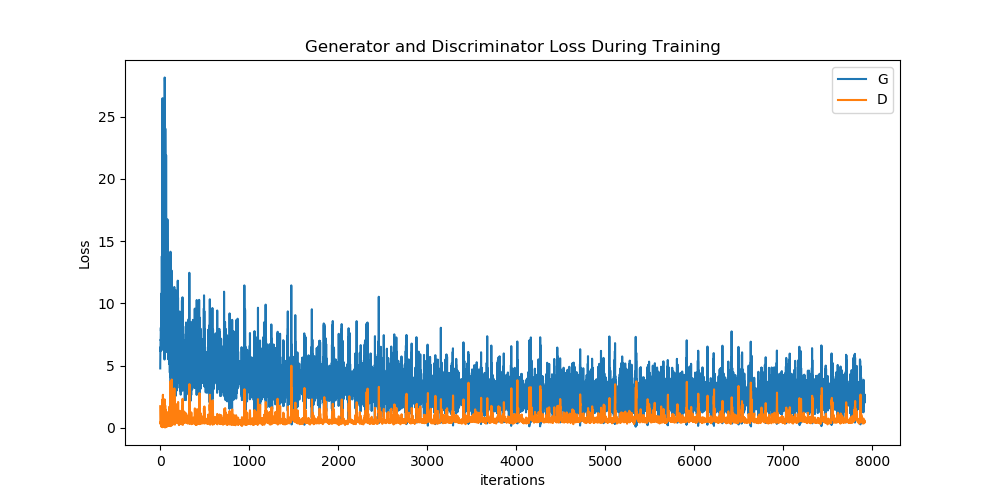 Generator and Discriminator Loss During Training
G
D
Loss
25
20
15
10
5
0
0 1000 2000 3000 4000 5000 6000 7000 8000
iterations